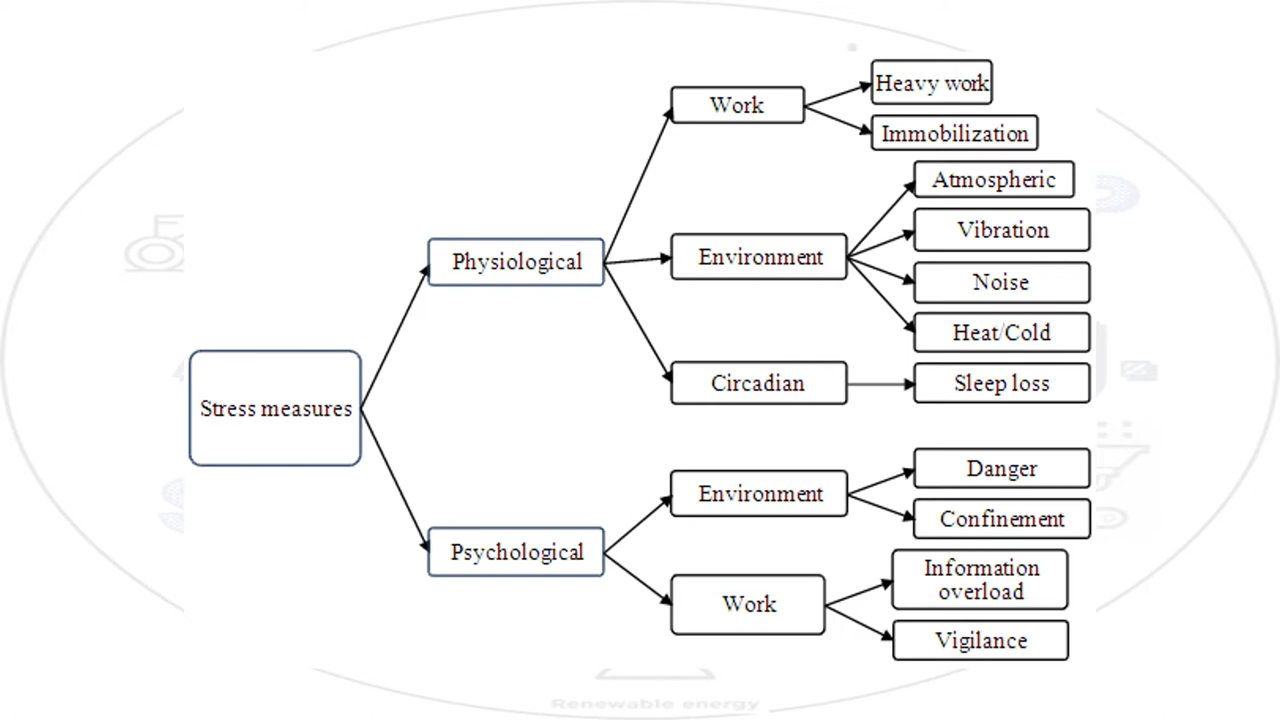 Work
Heavy work
Immobilization
Atmospheric
Physiological
Environment
Vibration
Noise
Heat/Cold
Circadian
Sleep loss
Stress measures
Environment
Danger
Confinement
Psychological
Work
Information
overload
Vigilance
Renewable energy